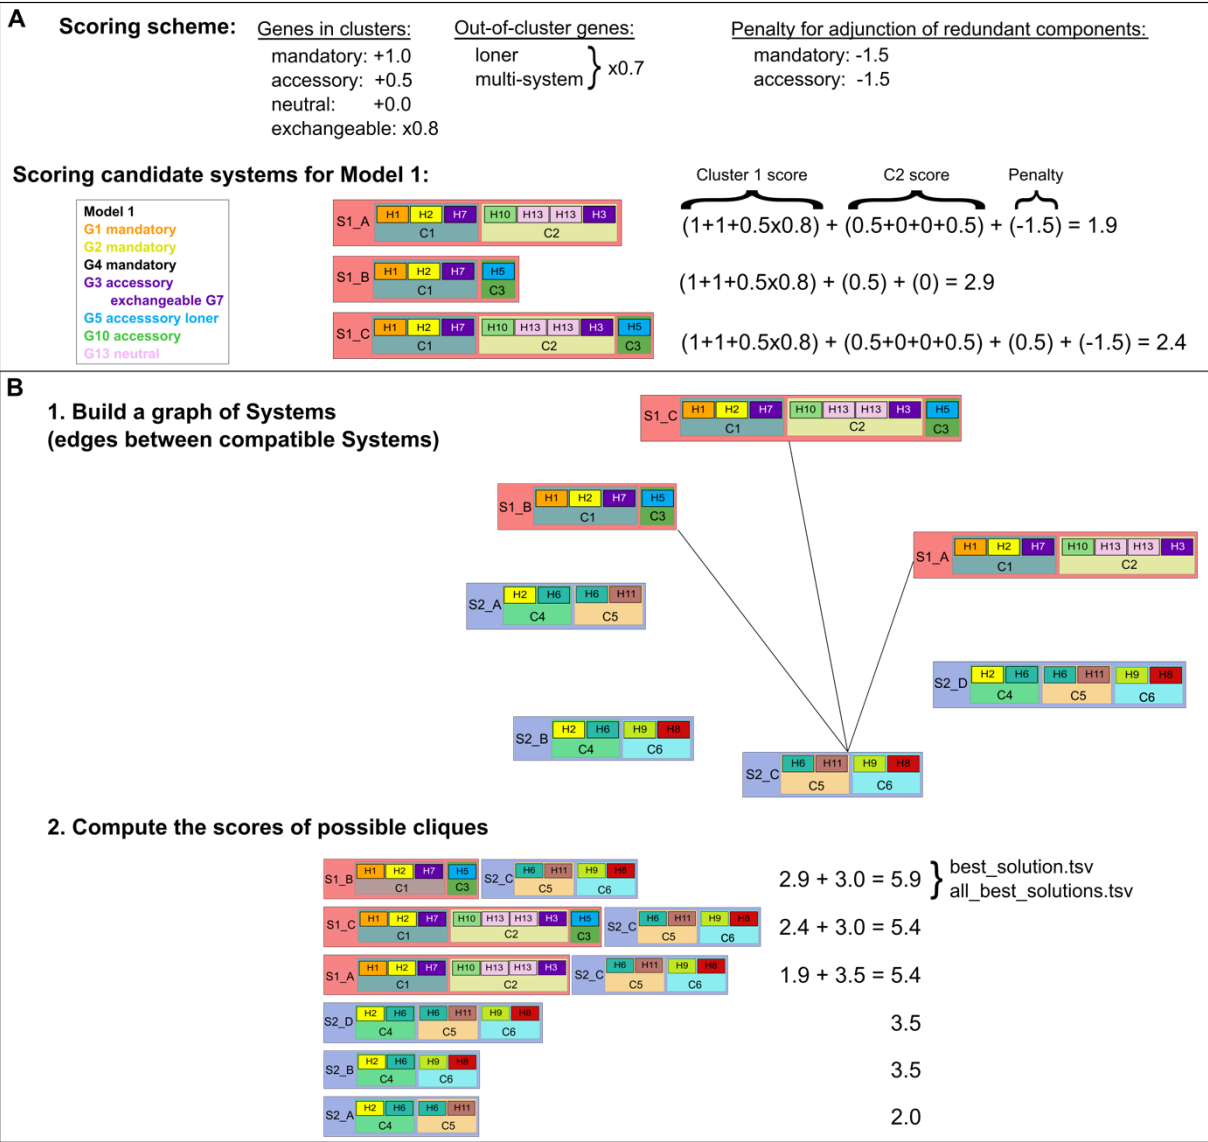 A
Scoring scheme:
Genes in clusters:
mandatory: +1.0
accessory: +0.5
neutral: +0.0
exchangeable: x0.8
Out-of-cluster genes:
loner
multi-system
} x0.7
Penalty for adjunction of redundant components:
mandatory: -1.5
accessory: -1.5
Scoring candidate systems for Model 1:
Cluster 1 score C2 score Penalty
Model 1
G1 mandatory
G2 mandatory
G4 mandatory
G3 accessory
exchangeable G7
G5 accesssory loner
G10 accessory
G13 neutral
S1_A H1 H2 H7 H10 H13 H13 H3
C1 C2
(1+1+0.5x0.8) + (0.5+0+0+0.5) + (-1.5) = 1.9
S1_B H1 H2 H7 H5
C1 C3
(1+1+0.5x0.8) + (0.5) + (0) = 2.9
S1_C H1 H2 H7 H10 H13 H13 H3 H5
C1 C2 C3
(1+1+0.5x0.8) + (0.5+0+0+0.5) + (0.5) + (-1.5) = 2.4
B
1. Build a graph of Systems
(edges between compatible Systems)
S1_C H1 H2 H7 H10 H13 H13 H3 H5
C1 C2 C3
S1_B H1 H2 H7 H5
C1 C3
S1_A H1 H2 H7 H10 H13 H13 H3
C1 C2
S2_A H2 H6 H6 H11
C4 C5
S2_D H2 H6 H6 H11 H9 H8
C4 C5 C6
S2_B H2 H6 H9 H8
C4 C6
S2_C H6 H11 H9 H8
C5 C6
2. Compute the scores of possible cliques
S1_B H1 H2 H7 H5 S2_C H6 H11 H9 H8
C1 C3 C5 C6
2.9 + 3.0 = 5.9 }
best_solution.tsv
all_best_solutions.tsv
S1_C H1 H2 H7 H10 H13 H13 H3 H5 S2_C H6 H11 H9 H8
C1 C2 C3 C5 C6
2.4 + 3.0 = 5.4
S1_A H1 H2 H7 H10 H13 H13 H3 S2_C H6 H11 H9 H8
C1 C2 C5 C6
1.9 + 3.5 = 5.4
S2_D H2 H6 H6 H11 H9 H8
C4 C5 C6
3.5
S2_B H2 H6 H9 H8
C4 C6
3.5
S2_A H2 H6 H6 H11
C4 C5
2.0